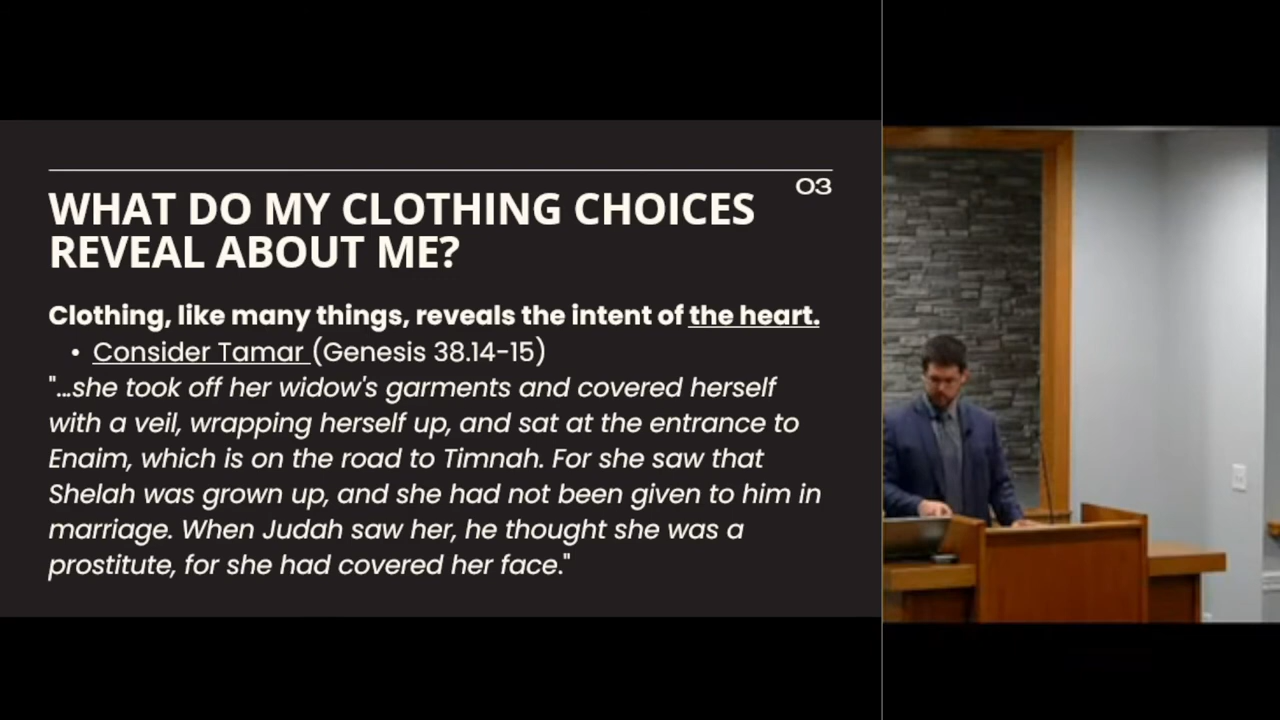 03
WHAT DO MY CLOTHING CHOICES
REVEAL ABOUT ME?
Clothing, like many things, reveals the intent of the heart.
• Consider Tamar (Genesis 38.14-15)
"...she took off her widow's garments and covered herself
with a veil, wrapping herself up, and sat at the entrance to
Enaim, which is on the road to Timnah. For she saw that
Shelah was grown up, and she had not been given to him in
marriage. When Judah saw her, he thought she was a
prostitute, for she had covered her face."